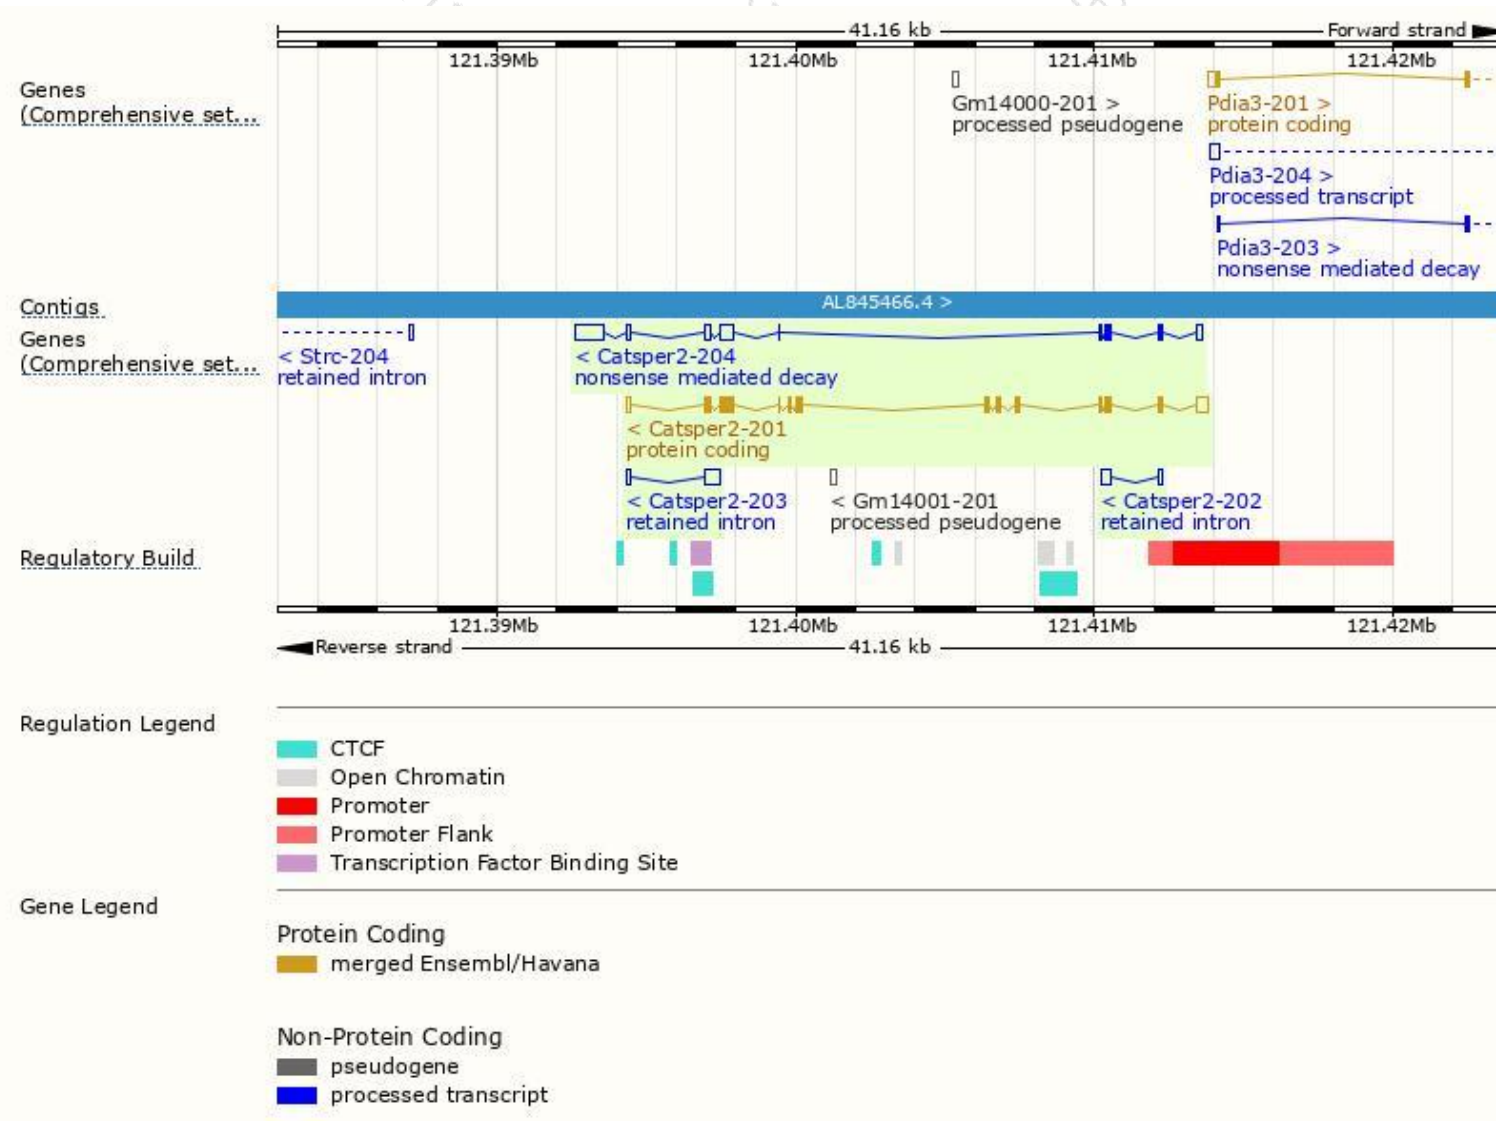 41.16 kb
Forward strand
121.39Mb 121.40Mb 121.41Mb 121.42Mb
Genes
(Comprehensive set...
Gm14000-201 >
processed pseudogene
Pdia3-201 >
protein coding
Pdia3-204 >
processed transcript
Pdia3-203 >
nonsense mediated decay
Contigs
AL845466.4 >
Genes
(Comprehensive set...
< Strc-204
retained intron
< Catsper2-204
nonsense mediated decay
< Catsper2-201
protein coding
< Catsper2-203
retained intron
< Gm14001-201
processed pseudogene
< Catsper2-202
retained intron
Regulatory Build
121.39Mb 121.40Mb 121.41Mb 121.42Mb
Reverse strand
41.16 kb
Regulation Legend
CTCF
Open Chromatin
Promoter
Promoter Flank
Transcription Factor Binding Site
Gene Legend
Protein Coding
merged Ensembl/Havana
Non-Protein Coding
pseudogene
processed transcript